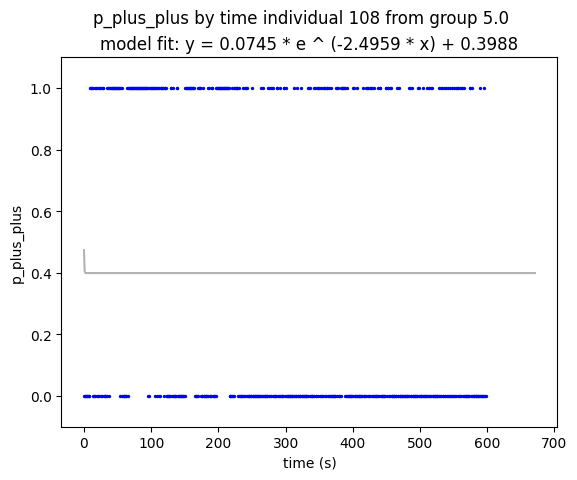 p_plus_plus by time individual 108 from group 5.0
model fit: y = 0.0745 * e ^ (-2.4959 * x) + 0.3988
1.0
0.8
0.6
0.4
0.2
0.0
p_plus_plus
0 100 200 300 400 500 600 700
time (s)